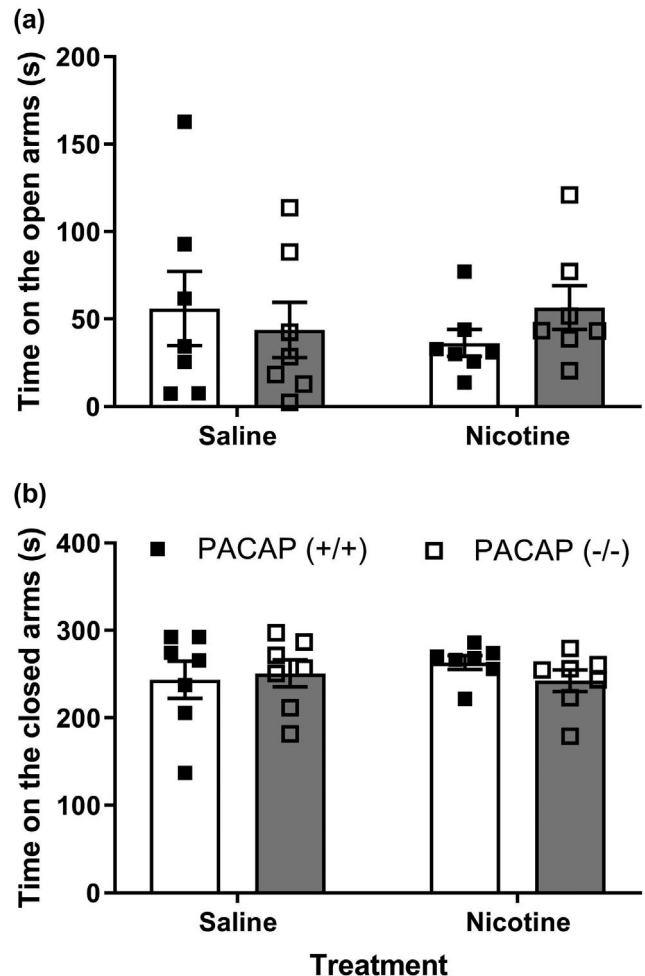 (a)
Time on the open arms (s)
200
150
100
50
0
Saline Nicotine
(b)
Time on the closed arms (s)
400
300
200
100
0
PACAP (+/+) PACAP (-/-)
Saline Nicotine
Treatment